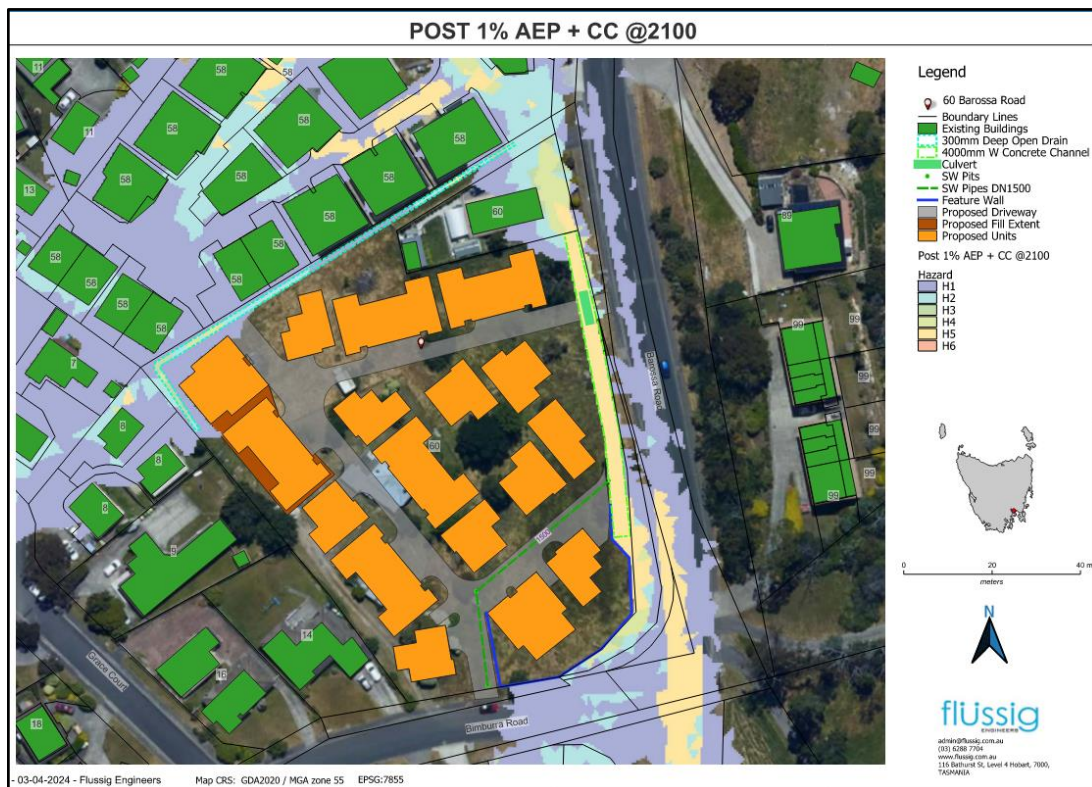 POST 1% AEP + CC @2100
11
58
58
58
58
11
58
58
13
58
60
89
58
58
58
58
58
58
99
99
7
99
Barossa Road
8
60
99
8
99
99
8
1500
14
16
18
Grace Court
Bimburra Road
Legend
60 Barossa Road
Boundary Lines
Existing Buildings
300mm Deep Open Drain
4000mm W Concrete Channel
Culvert
SW Pits
SW Pipes DN1500
Feature Wall
Proposed Driveway
Proposed Fill Extent
Proposed Units
Post 1% AEP + CC @2100
Hazard
H1
H2
H3
H4
H5
H6
0 20 40 m
meters
N
flüssig
ENGINEERS
admin@flussig.com.au
(03) 6288 7704
www.flussig.com.au
116 Bathurst St, Level 4 Hobart, 7000,
TASMANIA
- 03-04-2024 - Flussig Engineers Map CRS: GDA2020 / MGA zone 55 EPSG:7855